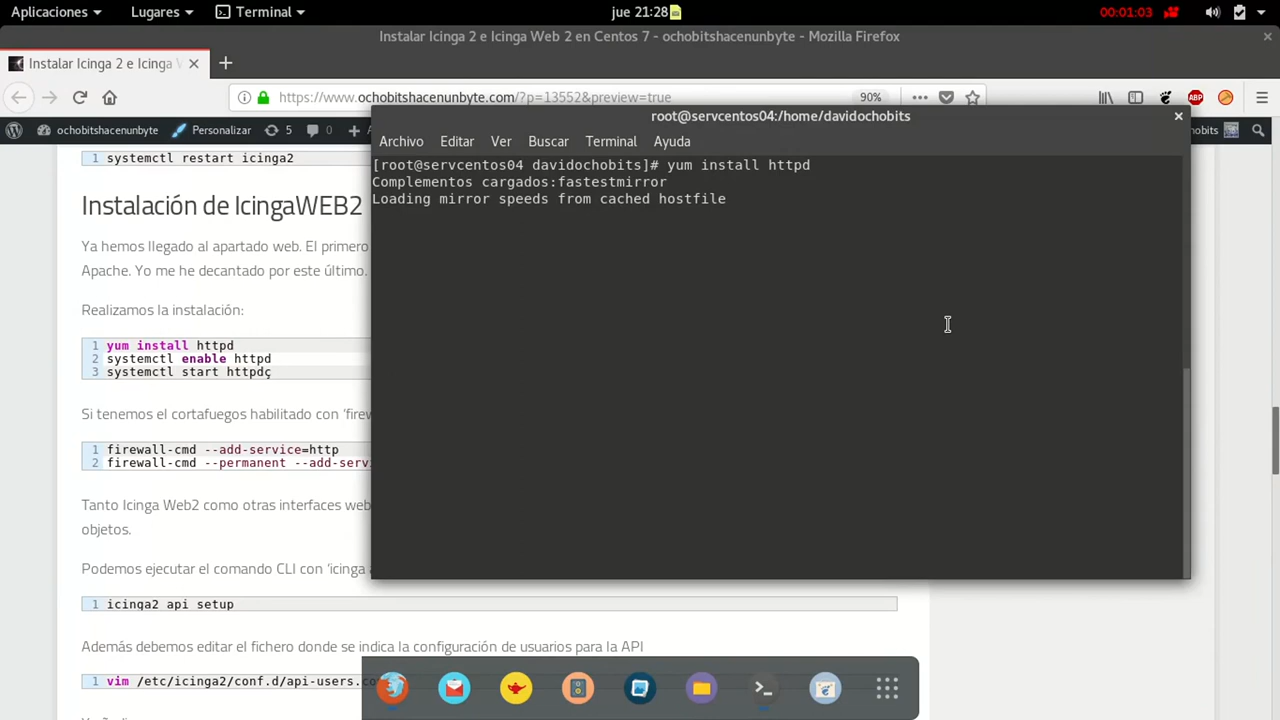 Aplicaciones Lugares Terminal jue 21:28 00:01:03
Instalar Icinga 2 e Icinga Web 2 en Centos 7 - ochobitshacenunbyte - Mozilla Firefox
Instalar Icinga 2 e Icinga W
https://www.ochobitshacenunbyte.com/?p=13552&preview=true 90% ABP
ochobitshacenunbyte Personalizar 5 0 hobits
root@servcentos04:/home/davidochobits
Archivo Editar Ver Buscar Terminal Ayuda
[root@servcentos04 davidochobits]# yum install httpd
Complementos cargados:fastestmirror
Loading mirror speeds from cached hostfile
1 systemctl restart icinga2
Instalación de IcingaWEB2
Ya hemos llegado al apartado web. El primero
Apache. Yo me he decantado por este último.
Realizamos la instalación:
1 yum install httpd
2 systemctl enable httpd
3 systemctl start httpdç
Si tenemos el cortafuegos habilitado con 'firew
1 firewall-cmd --add-service=http
2 firewall-cmd --permanent --add-servi
Tanto Icinga Web2 como otras interfaces web
objetos.
Podemos ejecutar el comando CLI con 'icinga
1 icinga2 api setup
Además debemos editar el fichero donde se indica la configuración de usuarios para la API
1 vim /etc/icinga2/conf.d/api-users.co